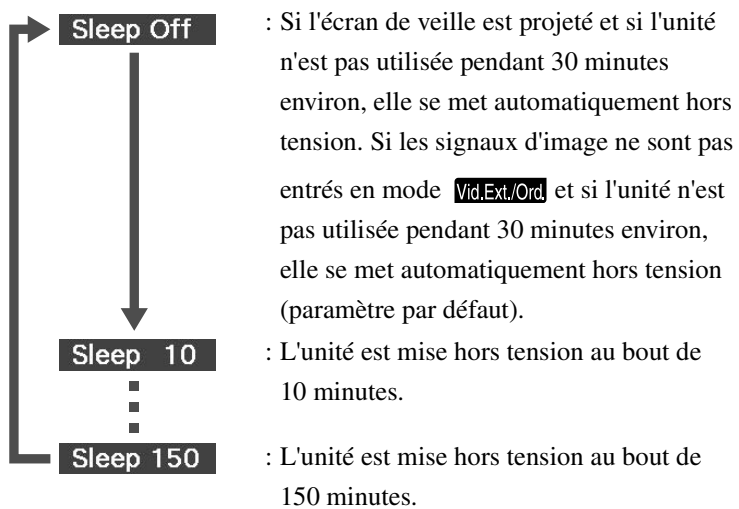 Sleep Off : Si l'écran de veille est projeté et si l'unité
n'est pas utilisée pendant 30 minutes
environ, elle se met automatiquement hors
tension. Si les signaux d'image ne sont pas
entrés en mode Vid.Ext./Ord. et si l'unité n'est
pas utilisée pendant 30 minutes environ,
elle se met automatiquement hors tension
(paramètre par défaut).
Sleep 10 : L'unité est mise hors tension au bout de
10 minutes.
Sleep 150 : L'unité est mise hors tension au bout de
150 minutes.